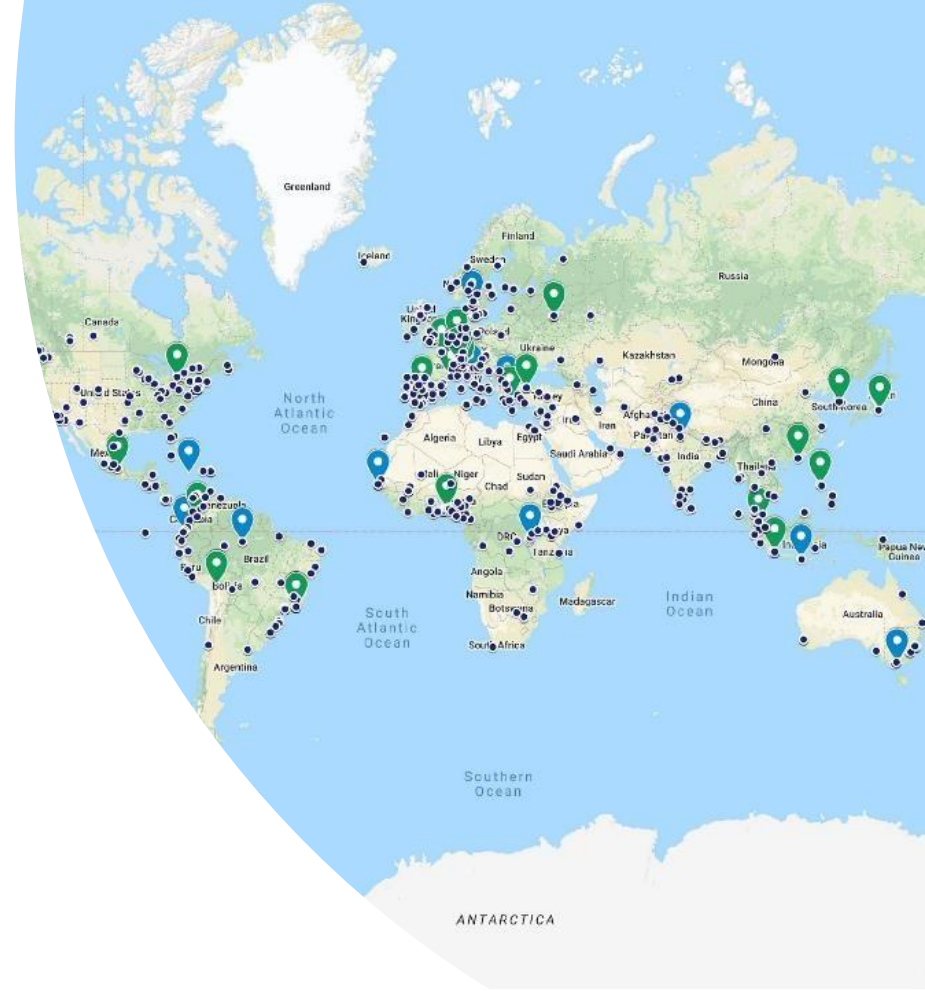 Greenland
Iceland
Finland
Sweden
Russia
Canada
Ukraine
Kazakhstan
Mongolia
United States
North
Atlantic
Ocean
China
South Korea
Iran
Algeria
Libya
Egypt
Saudi Arabia
India
Mali
Niger
Chad
Sudan
Thailand
DRC
Tanzania
Brazil
Angola
Papua New
Guinea
Bolivia
Namibia
Botswana
Madagascar
Indian
Ocean
Australia
Chile
South
Atlantic
Ocean
South Africa
Argentina
Southern
Ocean
ANTARCTICA